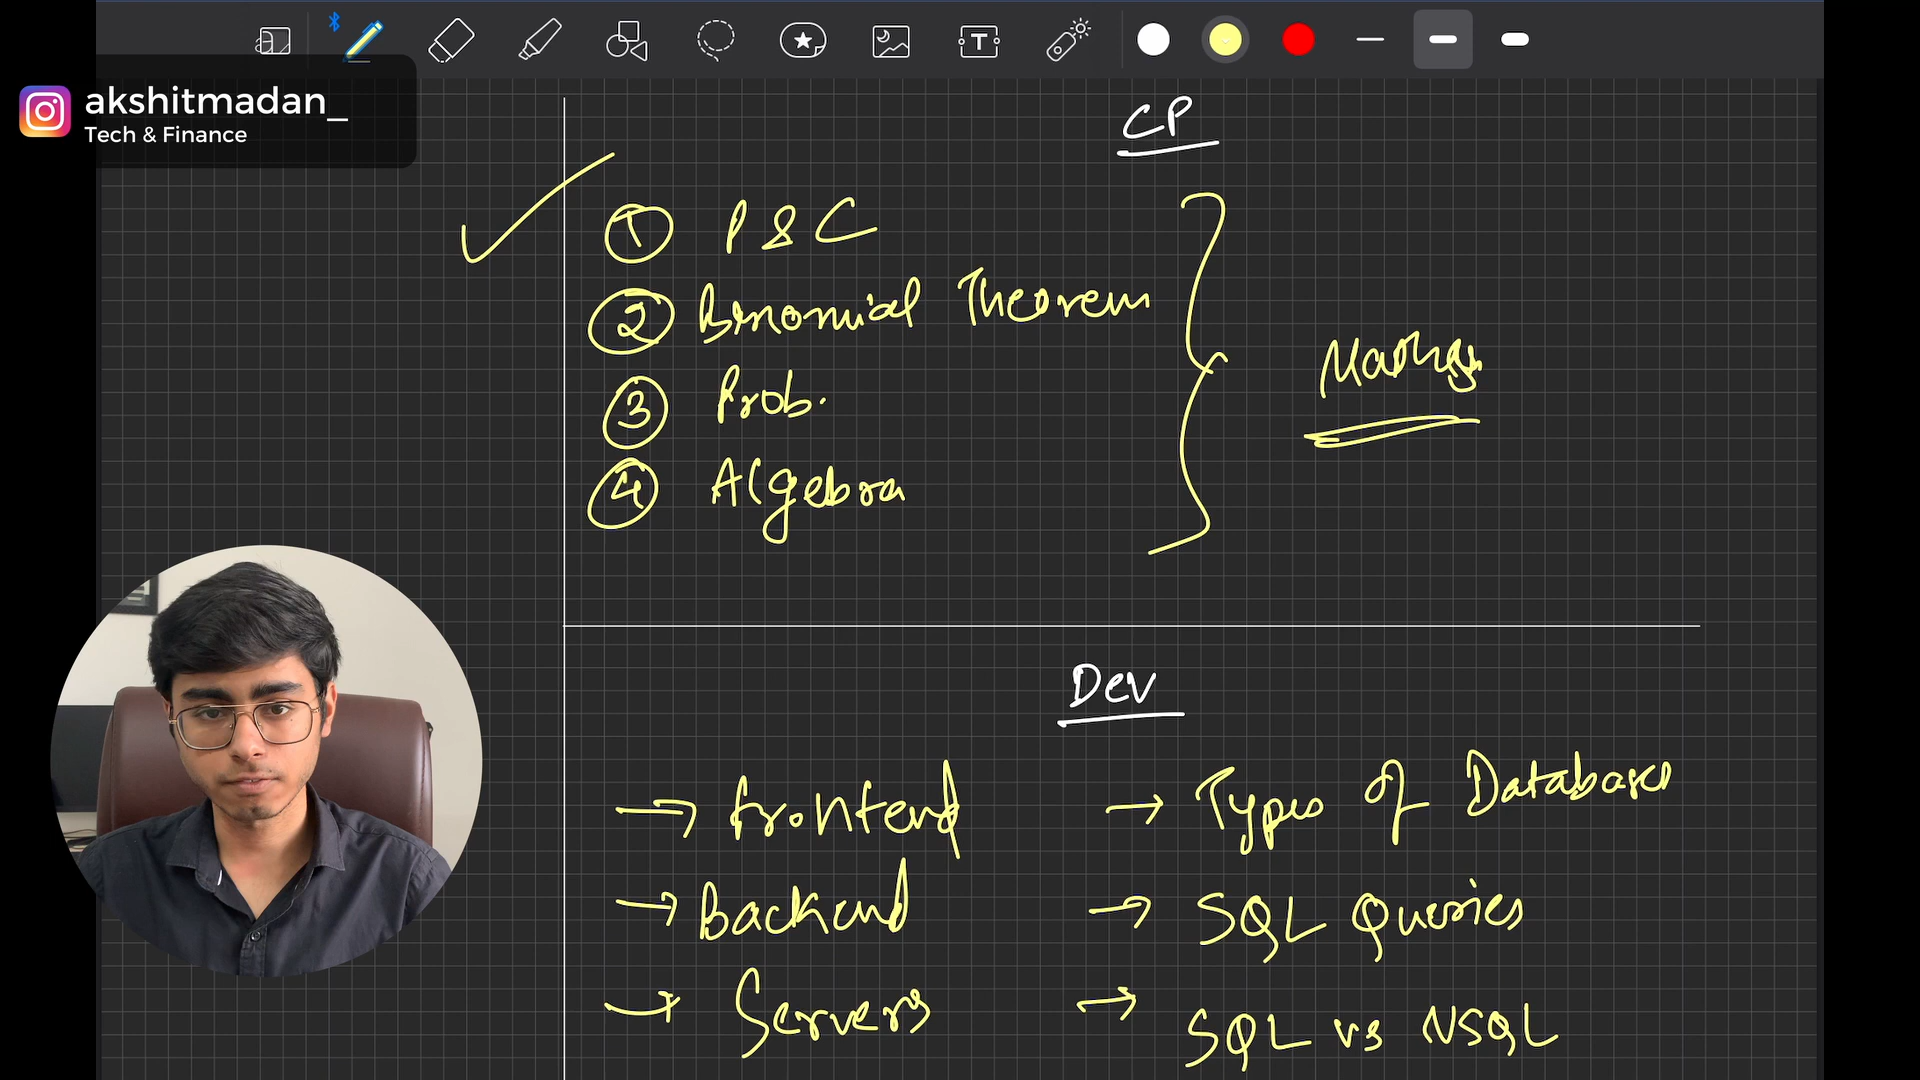 akshitmadan_
Tech & Finance
CP
1 P & C
2 Binomial Theorem
3 Prob.
4 Algebra
Maths
Dev
→ Frontend
→ Types of Databases
→ Backend
→ SQL Queries
→ Servers
→ SQL vs NSQL